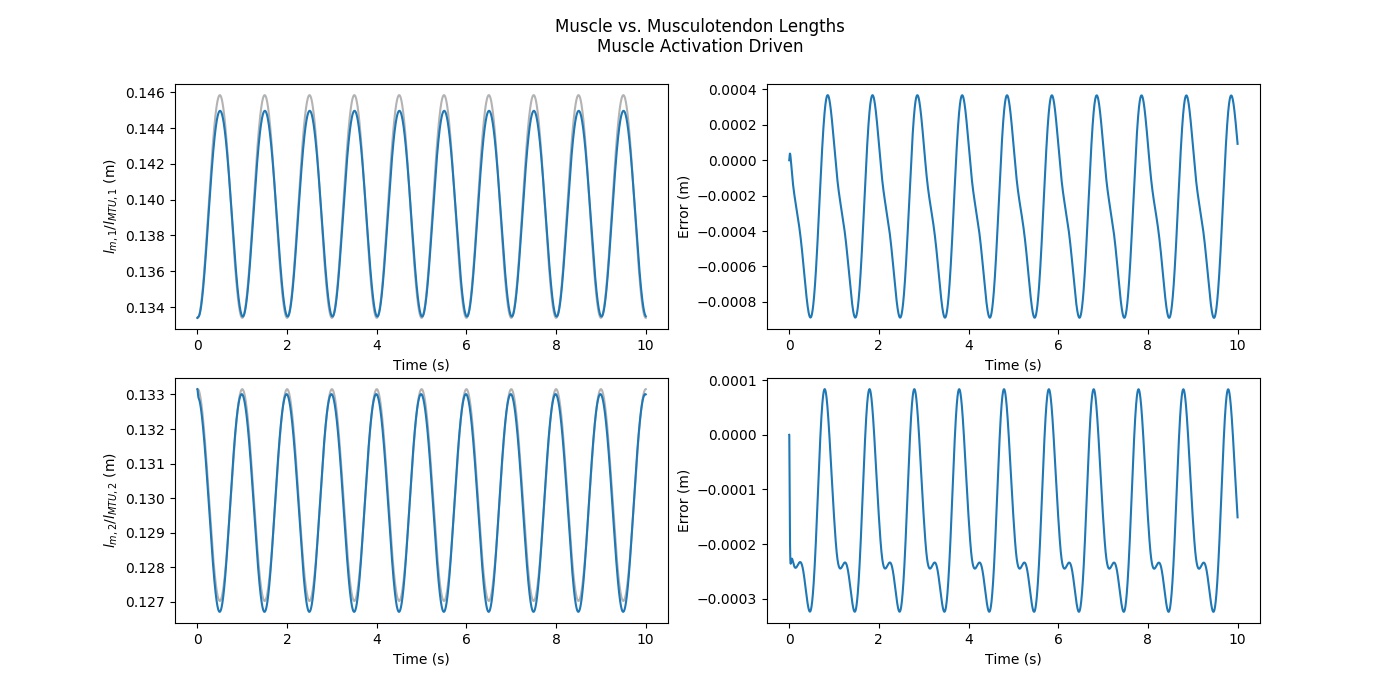 Muscle vs. Musculotendon Lengths
Muscle Activation Driven
0.146
0.144
0.142
0.140
0.138
0.136
0.134
l_{m,1}/l_{MTU,1} (m)
0 2 4 6 8 10
Time (s)
0.0004
0.0002
0.0000
−0.0002
−0.0004
−0.0006
−0.0008
Error (m)
0 2 4 6 8 10
Time (s)
0.133
0.132
0.131
0.130
0.129
0.128
0.127
l_{m,2}/l_{MTU,2} (m)
0 2 4 6 8 10
Time (s)
0.0001
0.0000
−0.0001
−0.0002
−0.0003
Error (m)
0 2 4 6 8 10
Time (s)